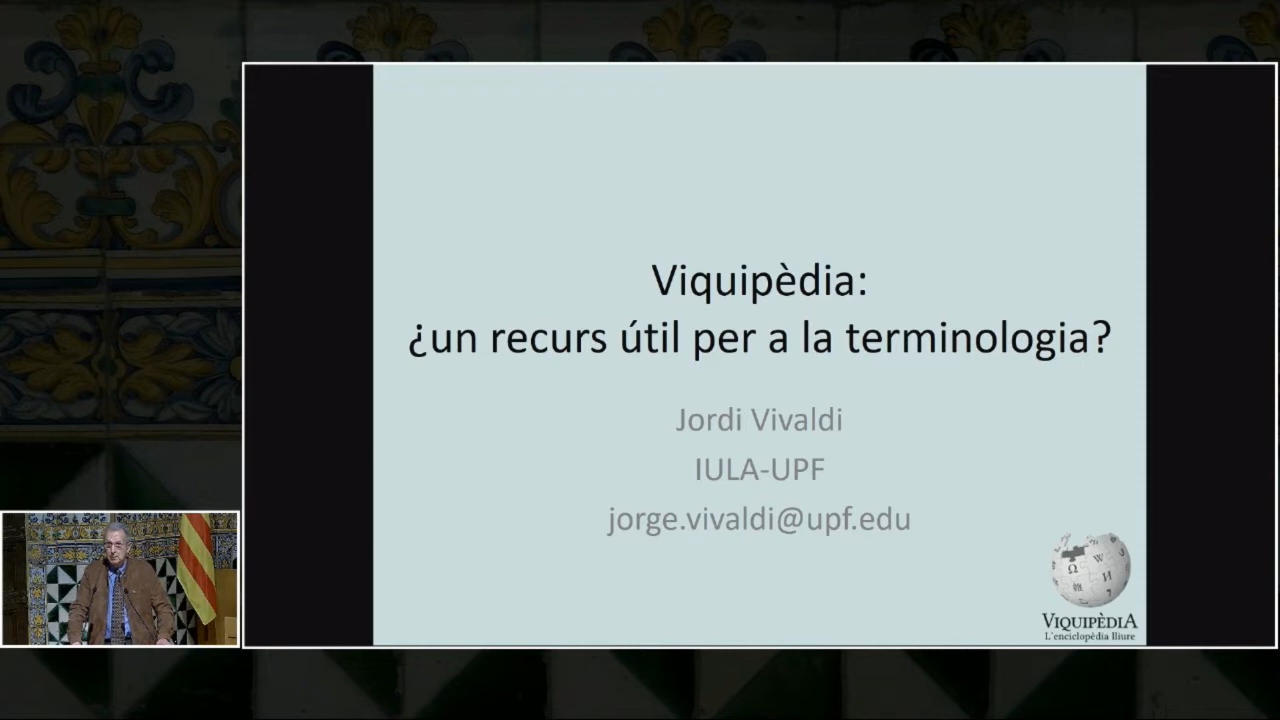 Viquipèdia:
¿un recurs útil per a la terminologia?
Jordi Vivaldi
IULA-UPF
jorge.vivaldi@upf.edu
VIQUIPÈDIA
L'enciclopèdia lliure